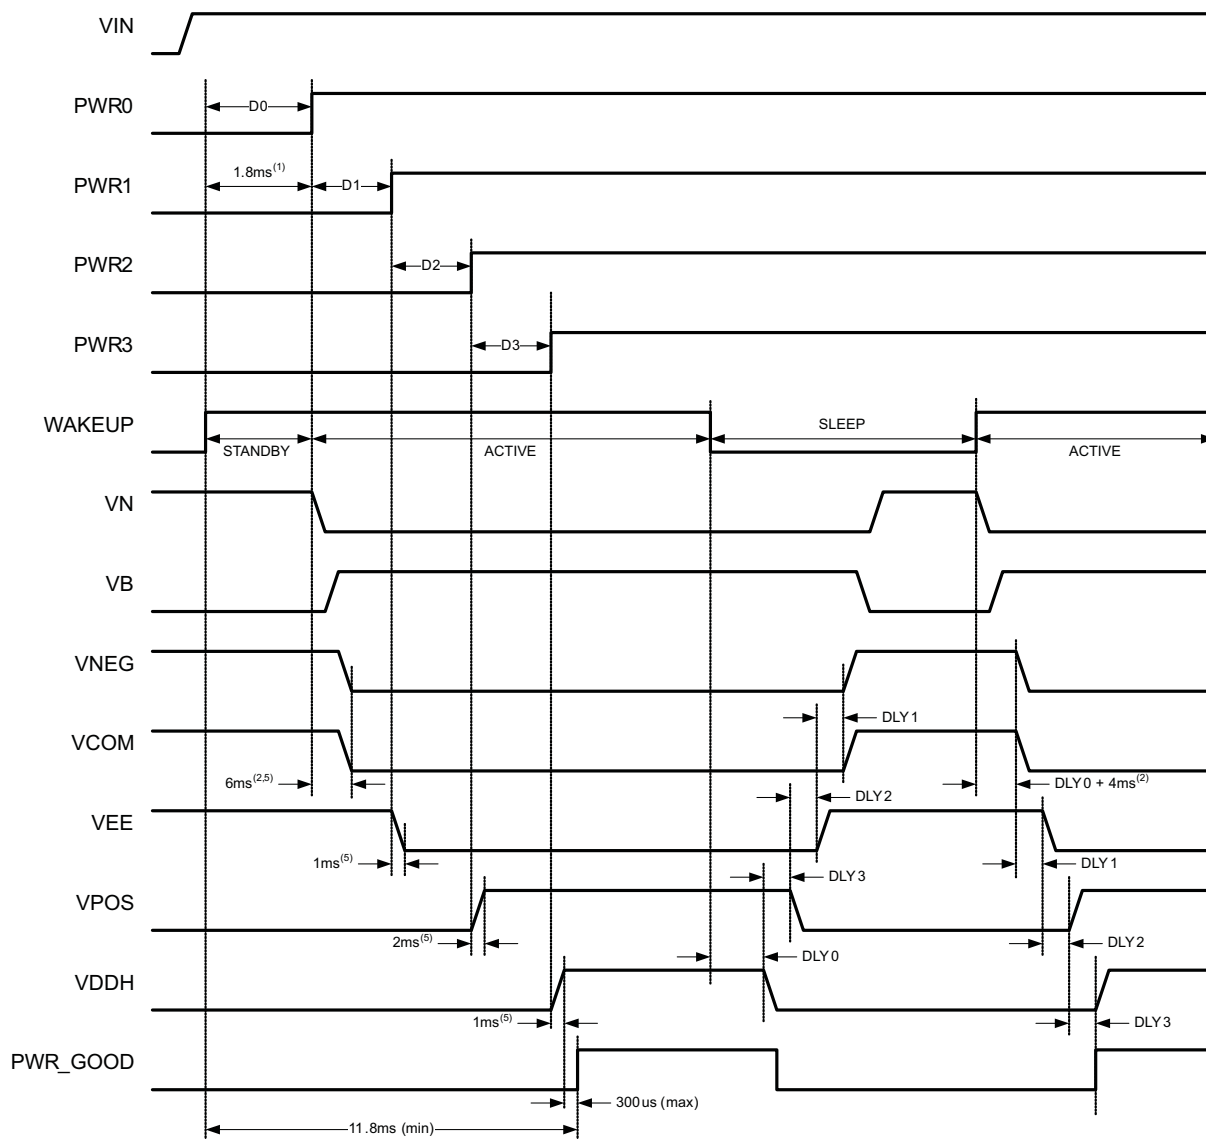 VIN
PWR0
D0
PWR1
1.8ms(1)
D1
PWR2
D2
PWR3
D3
WAKEUP
STANDBY
ACTIVE
SLEEP
ACTIVE
VN
VB
VNEG
DLY1
VCOM
6ms(2,5)
DLY0 + 4ms(2)
DLY2
VEE
1ms(5)
DLY1
DLY3
VPOS
2ms(5)
DLY2
DLY0
VDDH
1ms(5)
DLY3
PWR_GOOD
300us (max)
11.8ms (min)